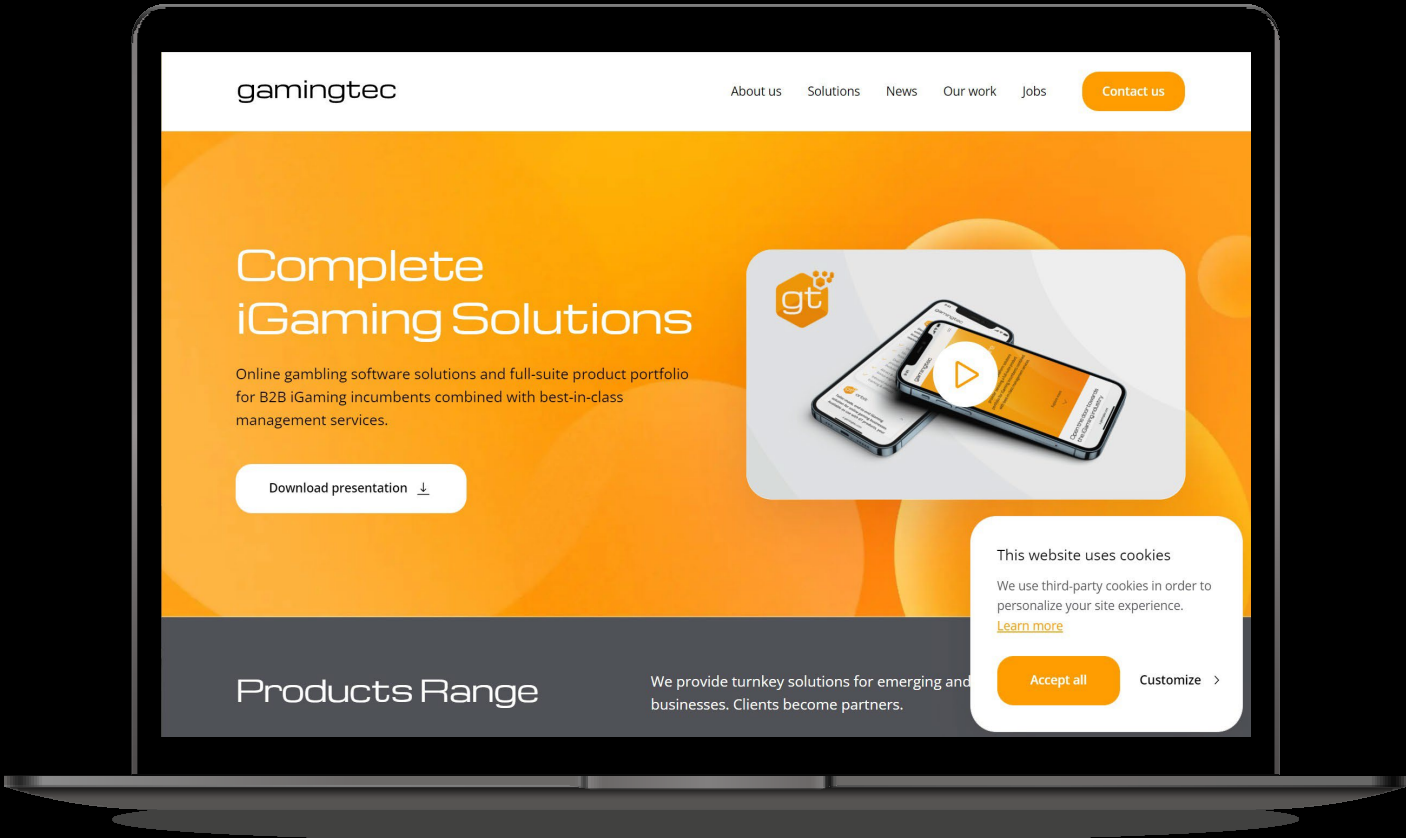 gamingtec
About us
Solutions
News
Our work
Jobs
Contact us
Complete
iGaming Solutions
Online gambling software solutions and full-suite product portfolio
for B2B iGaming incumbents combined with best-in-class
management services.
Download presentation
gt
This website uses cookies
We use third-party cookies in order to
personalize your site experience.
Learn more
Accept all
Customize
Products Range
We provide turnkey solutions for emerging and
businesses. Clients become partners.